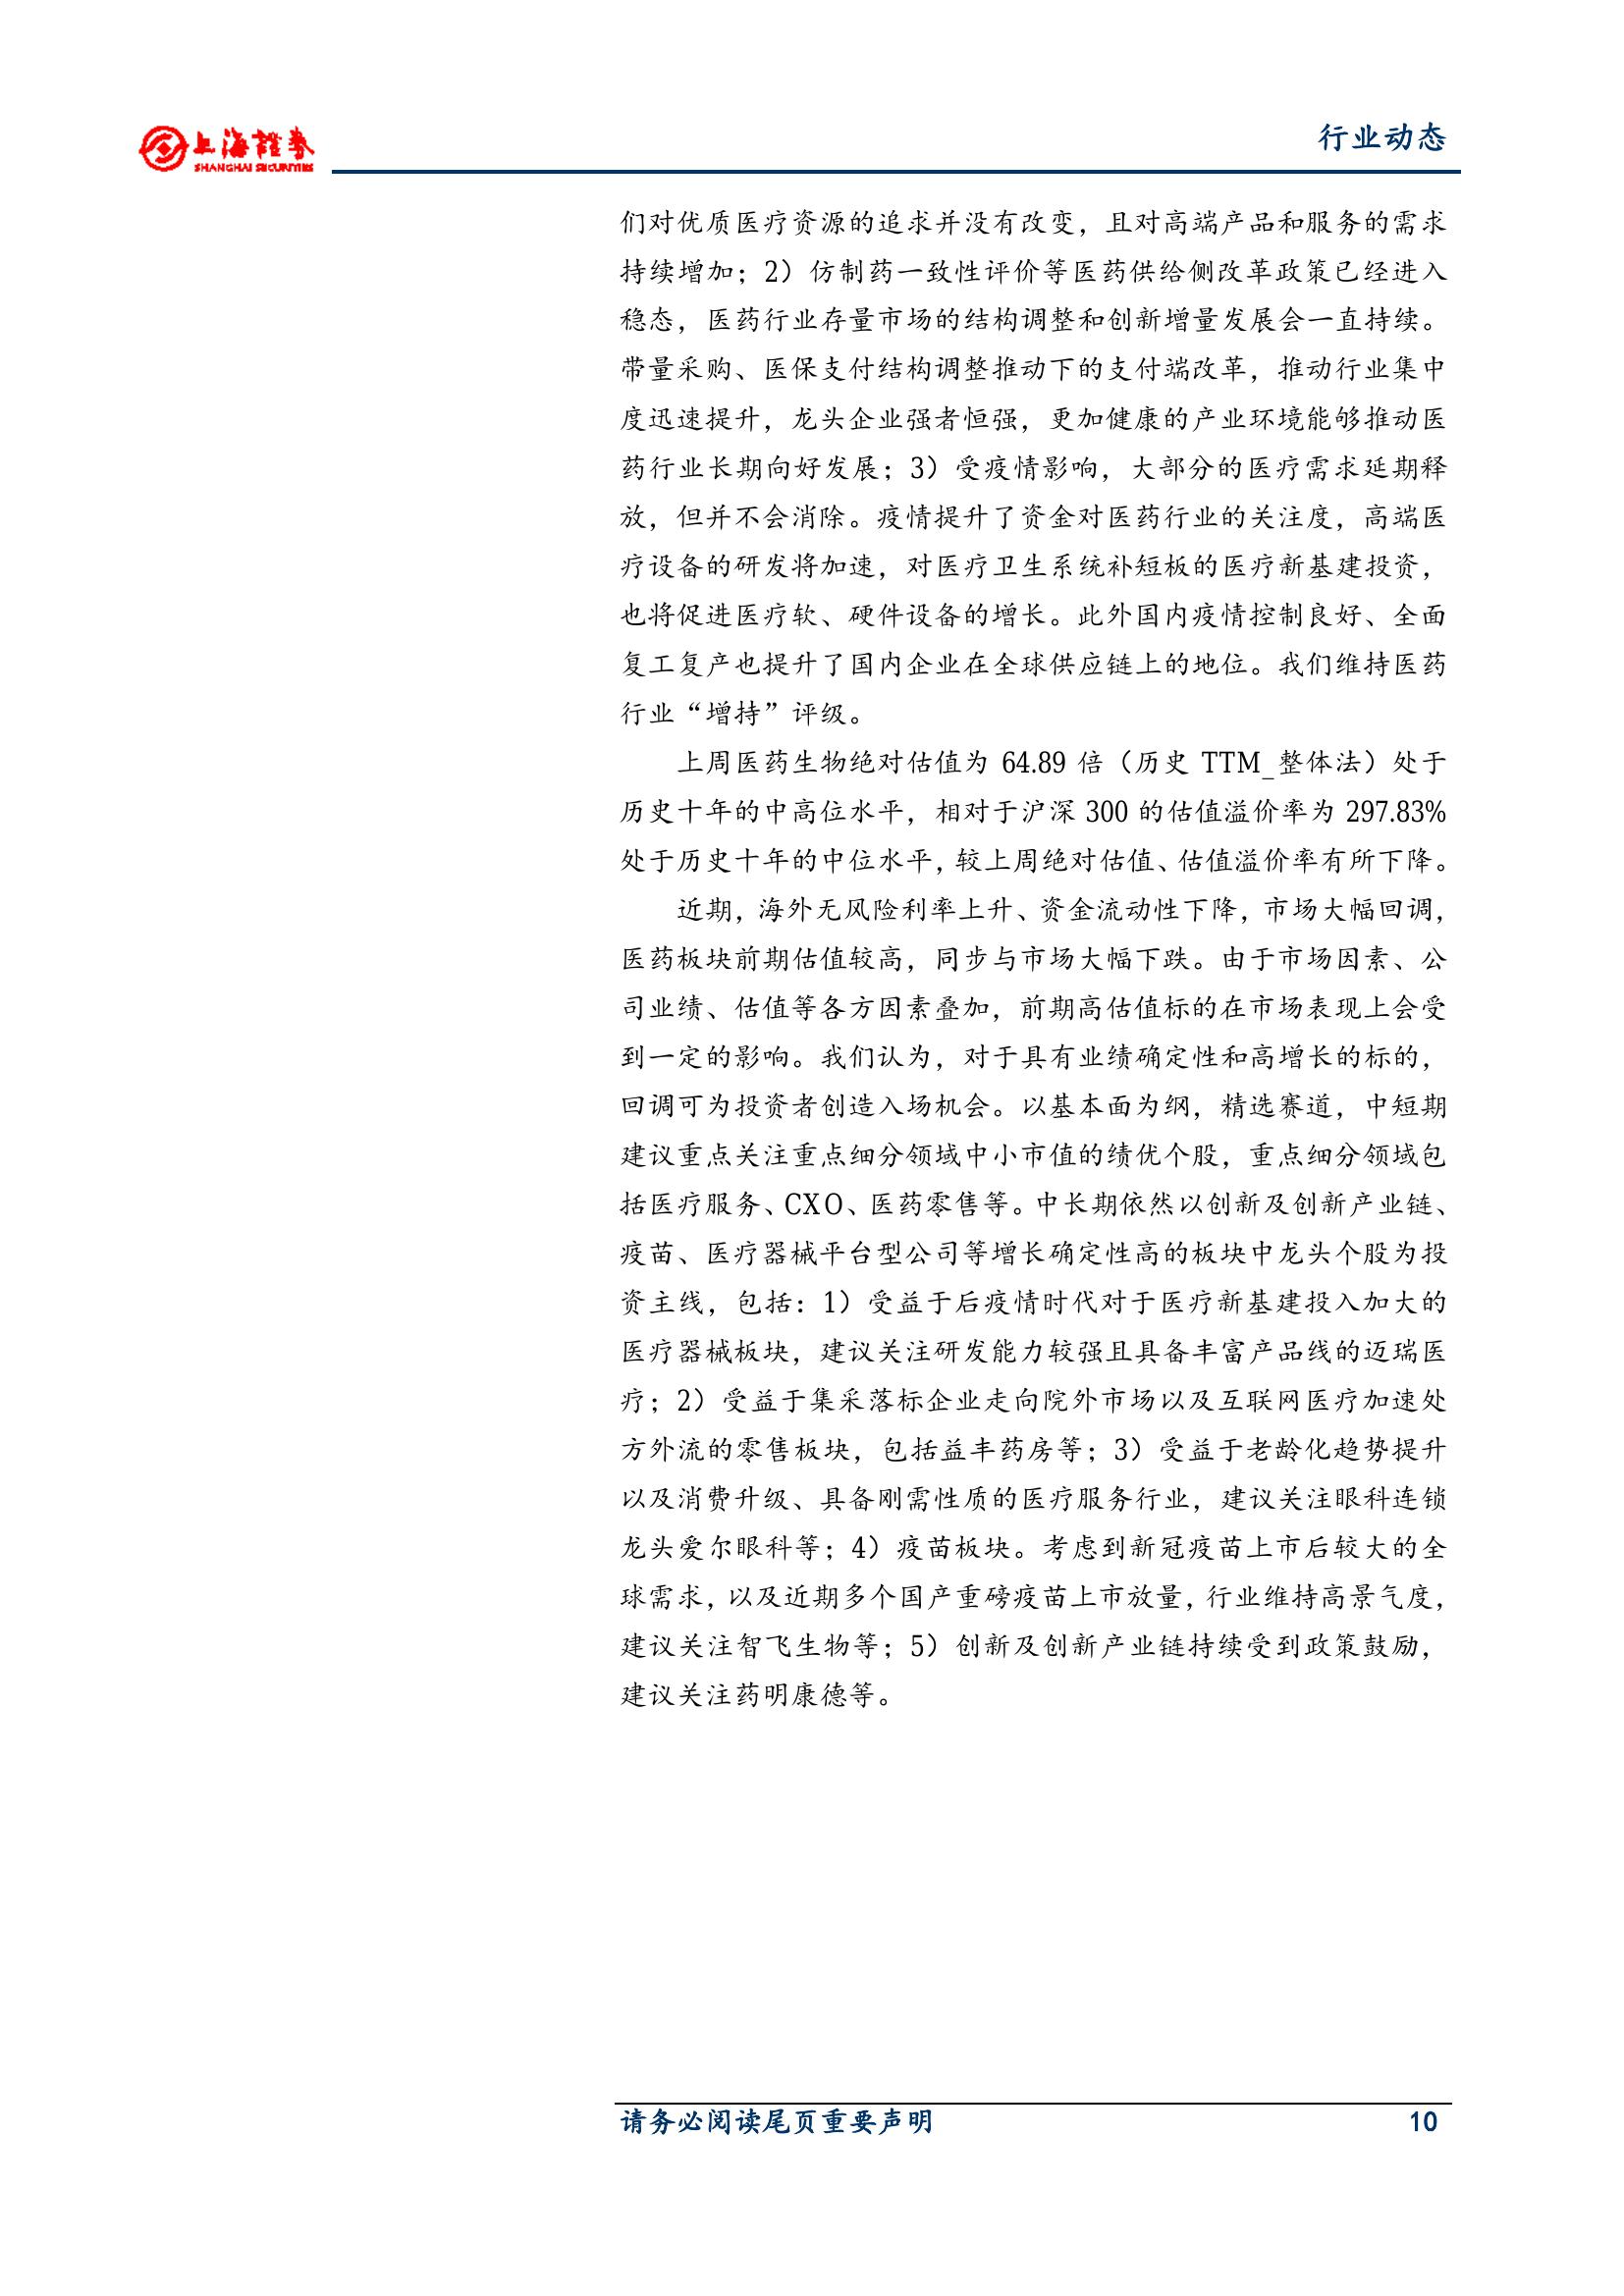 上海證券
SHANGHAI SECURITIES
行业动态
们对优质医疗资源的追求并没有改变，且对高端产品和服务的需求
持续增加；2）仿制药一致性评价等医药供给侧改革政策已经进入
稳态，医药行业存量市场的结构调整和创新增量发展会一直持续。
带量采购、医保支付结构调整推动下的支付端改革，推动行业集中
度迅速提升，龙头企业强者恒强，更加健康的产业环境能够推动医
药行业长期向好发展；3）受疫情影响，大部分的医疗需求延期释
放，但并不会消除。疫情提升了资金对医药行业的关注度，高端医
疗设备的研发将加速，对医疗卫生系统补短板的医疗新基建投资，
也将促进医疗软、硬件设备的增长。此外国内疫情控制良好、全面
复工复产也提升了国内企业在全球供应链上的地位。我们维持医药
行业“增持”评级。
上周医药生物绝对估值为 64.89 倍（历史 TTM_整体法）处于
历史十年的中高位水平，相对于沪深 300 的估值溢价率为 297.83%
处于历史十年的中位水平，较上周绝对估值、估值溢价率有所下降。
近期，海外无风险利率上升、资金流动性下降，市场大幅回调，
医药板块前期估值较高，同步与市场大幅下跌。由于市场因素、公
司业绩、估值等各方因素叠加，前期高估值标的在市场表现上会受
到一定的影响。我们认为，对于具有业绩确定性和高增长的标的，
回调可为投资者创造入场机会。以基本面为纲，精选赛道，中短期
建议重点关注重点细分领域中小市值的绩优个股，重点细分领域包
括医疗服务、CXO、医药零售等。中长期依然以创新及创新产业链、
疫苗、医疗器械平台型公司等增长确定性高的板块中龙头个股为投
资主线，包括：1）受益于后疫情时代对于医疗新基建投入加大的
医疗器械板块，建议关注研发能力较强且具备丰富产品线的迈瑞医
疗；2）受益于集采落标企业走向院外市场以及互联网医疗加速处
方外流的零售板块，包括益丰药房等；3）受益于老龄化趋势提升
以及消费升级、具备刚需性质的医疗服务行业，建议关注眼科连锁
龙头爱尔眼科等；4）疫苗板块。考虑到新冠疫苗上市后较大的全
球需求，以及近期多个国产重磅疫苗上市放量，行业维持高景气度，
建议关注智飞生物等；5）创新及创新产业链持续受到政策鼓励，
建议关注药明康德等。
请务必阅读尾页重要声明
10